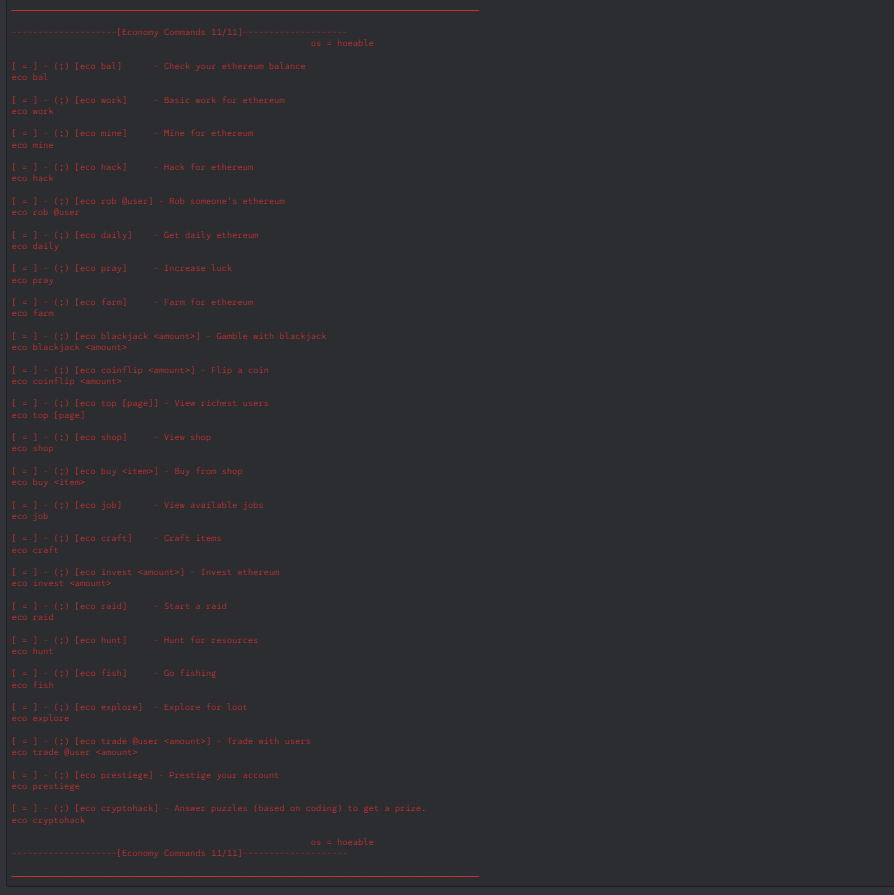 --------------------[Economy Commands 11/11]--------------------
os = hoeable
[ = ] - (;) [eco bal]      - Check your ethereum balance
eco bal
[ = ] - (;) [eco work]     - Basic work for ethereum
eco work
[ = ] - (;) [eco mine]     - Mine for ethereum
eco mine
[ = ] - (;) [eco hack]     - Hack for ethereum
eco hack
[ = ] - (;) [eco rob @user] - Rob someone's ethereum
eco rob @user
[ = ] - (;) [eco daily]    - Get daily ethereum
eco daily
[ = ] - (;) [eco pray]     - Increase luck
eco pray
[ = ] - (;) [eco farm]     - Farm for ethereum
eco farm
[ = ] - (;) [eco blackjack <amount>] - Gamble with blackjack
eco blackjack <amount>
[ = ] - (;) [eco coinflip <amount>] - Flip a coin
eco coinflip <amount>
[ = ] - (;) [eco top [page]] - View richest users
eco top [page]
[ = ] - (;) [eco shop]     - View shop
eco shop
[ = ] - (;) [eco buy <item>] - Buy from shop
eco buy <item>
[ = ] - (;) [eco job]      - View available jobs
eco job
[ = ] - (;) [eco craft]    - Craft items
eco craft
[ = ] - (;) [eco invest <amount>] - Invest ethereum
eco invest <amount>
[ = ] - (;) [eco raid]     - Start a raid
eco raid
[ = ] - (;) [eco hunt]     - Hunt for resources
eco hunt
[ = ] - (;) [eco fish]     - Go fishing
eco fish
[ = ] - (;) [eco explore]  - Explore for loot
eco explore
[ = ] - (;) [eco trade @user <amount>] - Trade with users
eco trade @user <amount>
[ = ] - (;) [eco prestiege] - Prestige your account
eco prestiege
[ = ] - (;) [eco cryptohack] - Answer puzzles (based on coding) to get a prize.
eco cryptohack
os = hoeable
--------------------[Economy Commands 11/11]--------------------